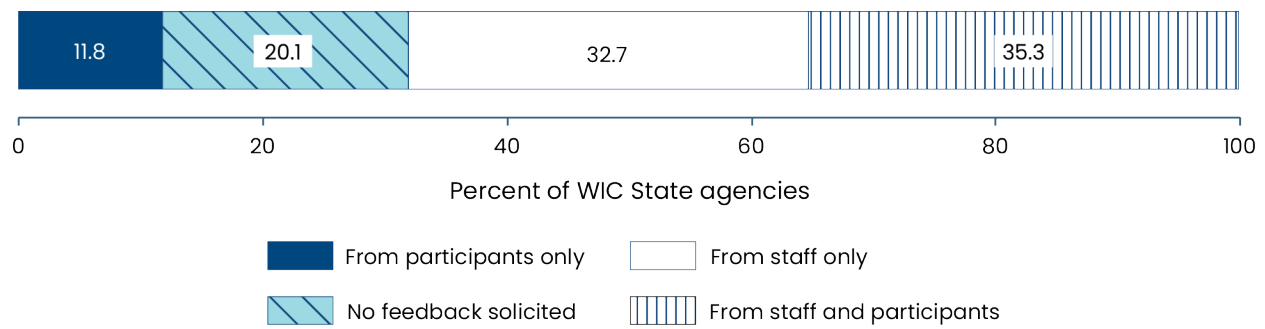 11.8 20.1 32.7 35.3
0 20 40 60 80 100
Percent of WIC State agencies
From participants only From staff only
No feedback solicited From staff and participants